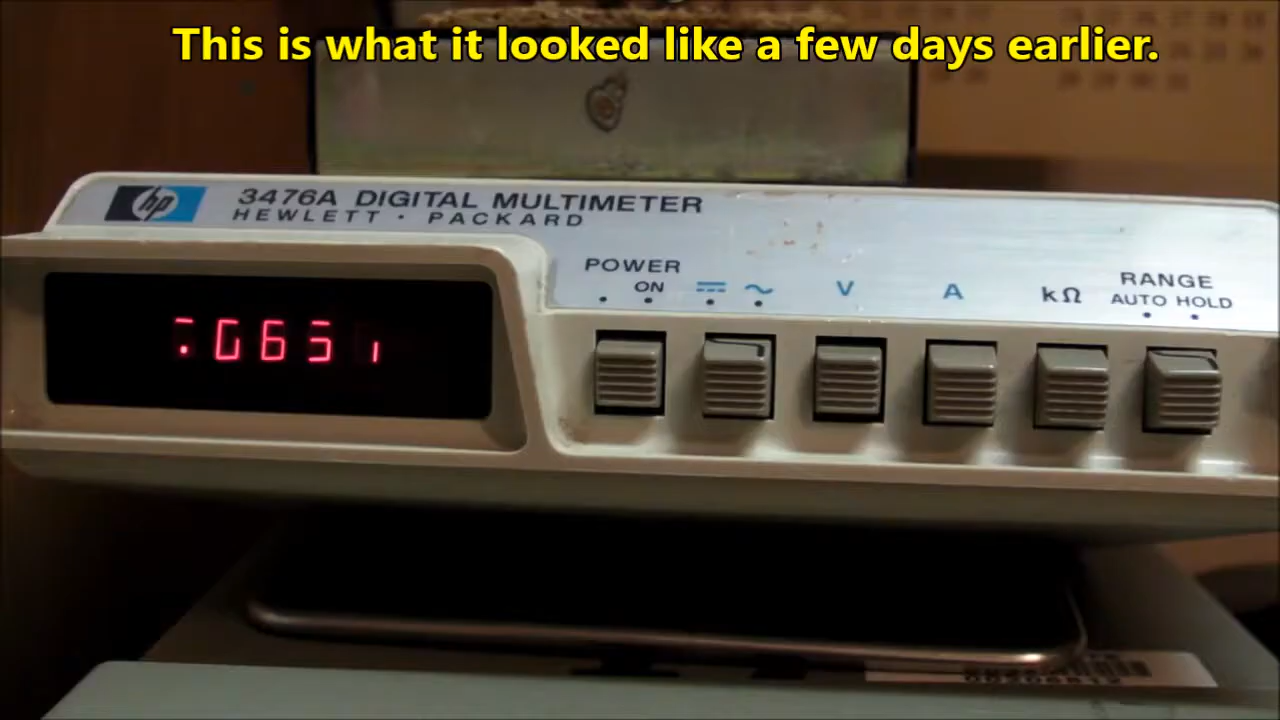 This is what it looked like a few days earlier.
hp
3476A DIGITAL MULTIMETER
HEWLETT · PACKARD
POWER
ON
V
A
kΩ
RANGE
AUTO HOLD